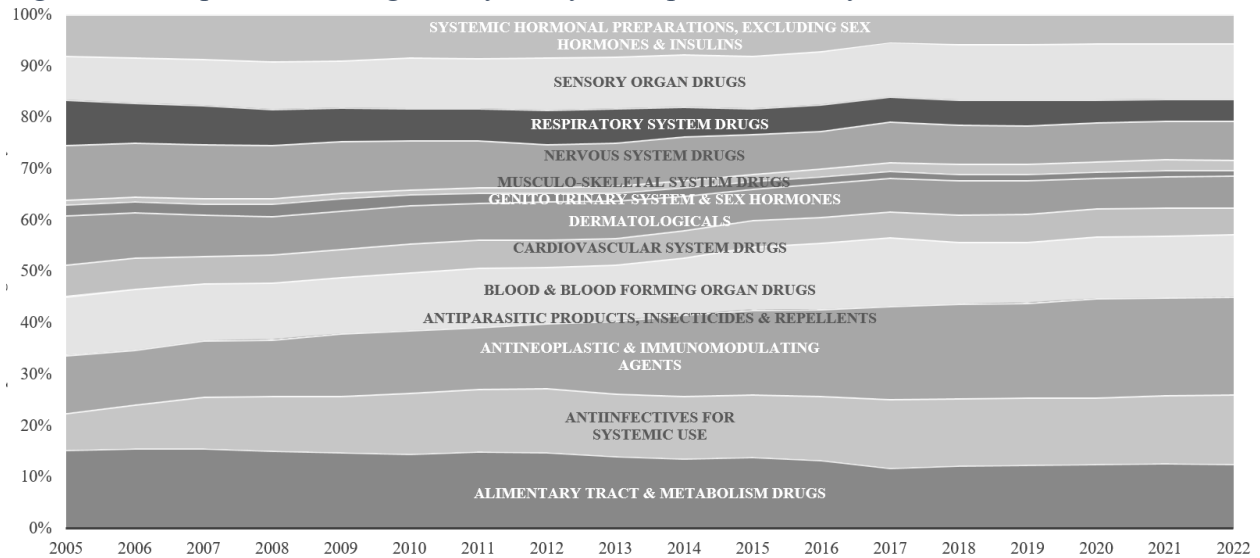 100%
SYSTEMIC HORMONAL PREPARATIONS, EXCLUDING SEX
HORMONES & INSULINS
90%
SENSORY ORGAN DRUGS
80%
RESPIRATORY SYSTEM DRUGS
70%
NERVOUS SYSTEM DRUGS
MUSCULO-SKELETAL SYSTEM DRUGS
GENITO URINARY SYSTEM & SEX HORMONES
60%
DERMATOLOGICALS
CARDIOVASCULAR SYSTEM DRUGS
50%
BLOOD & BLOOD FORMING ORGAN DRUGS
40%
ANTIPARASITIC PRODUCTS, INSECTICIDES & REPELLENTS
ANTINEOPLASTIC & IMMUNOMODULATING
AGENTS
30%
ANTIINFECTIVES FOR
SYSTEMIC USE
20%
10%
ALIMENTARY TRACT & METABOLISM DRUGS
0%
2005 2006 2007 2008 2009 2010 2011 2012 2013 2014 2015 2016 2017 2018 2019 2020 2021 2022